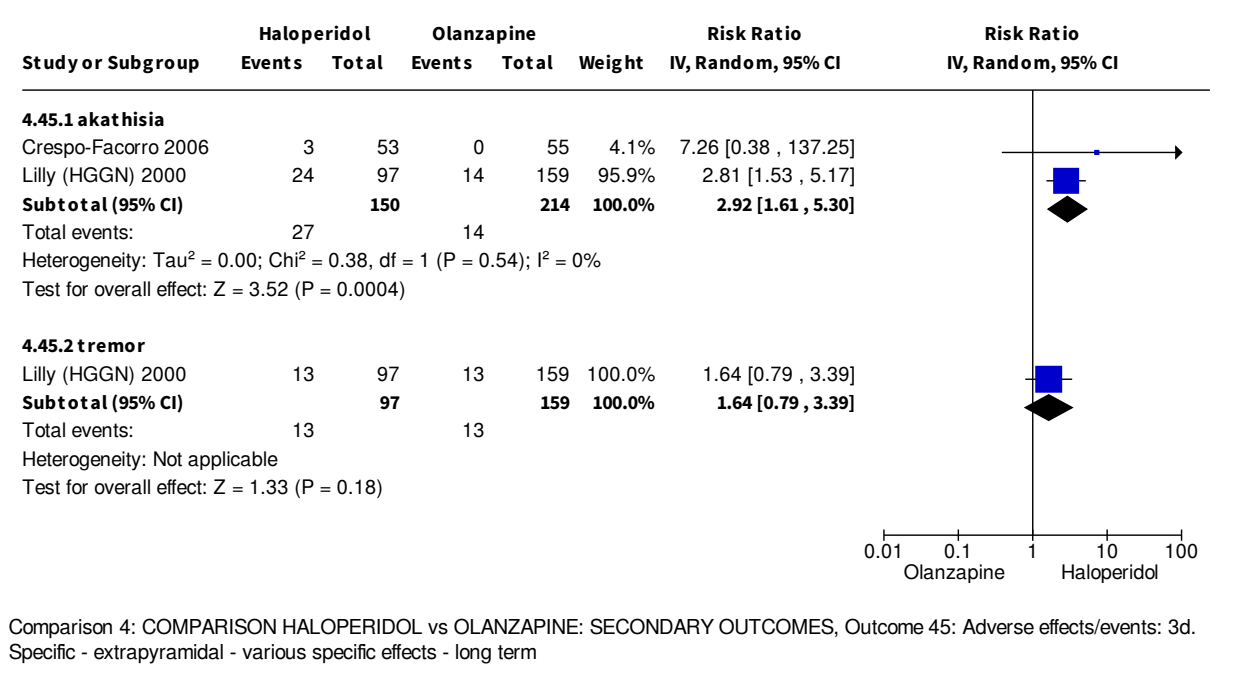 Haloperidol Olanzapine Risk Ratio Risk Ratio
Study or Subgroup Events Total Events Total Weight IV, Random, 95% CI IV, Random, 95% CI
4.45.1 akathisia
Crespo-Facorro 2006 3 53 0 55 4.1% 7.26 [0.38 , 137.25]
Lilly (HGGN) 2000 24 97 14 159 95.9% 2.81 [1.53 , 5.17]
Subtotal (95% CI) 150 214 100.0% 2.92 [1.61 , 5.30]
Total events: 27 14
Heterogeneity: Tau² = 0.00; Chi² = 0.38, df = 1 (P = 0.54); I² = 0%
Test for overall effect: Z = 3.52 (P = 0.0004)
4.45.2 tremor
Lilly (HGGN) 2000 13 97 13 159 100.0% 1.64 [0.79 , 3.39]
Subtotal (95% CI) 97 159 100.0% 1.64 [0.79 , 3.39]
Total events: 13 13
Heterogeneity: Not applicable
Test for overall effect: Z = 1.33 (P = 0.18)
0.01 0.1 1 10 100
Olanzapine Haloperidol
Comparison 4: COMPARISON HALOPERIDOL vs OLANZAPINE: SECONDARY OUTCOMES, Outcome 45: Adverse effects/events: 3d.
Specific - extrapyramidal - various specific effects - long term